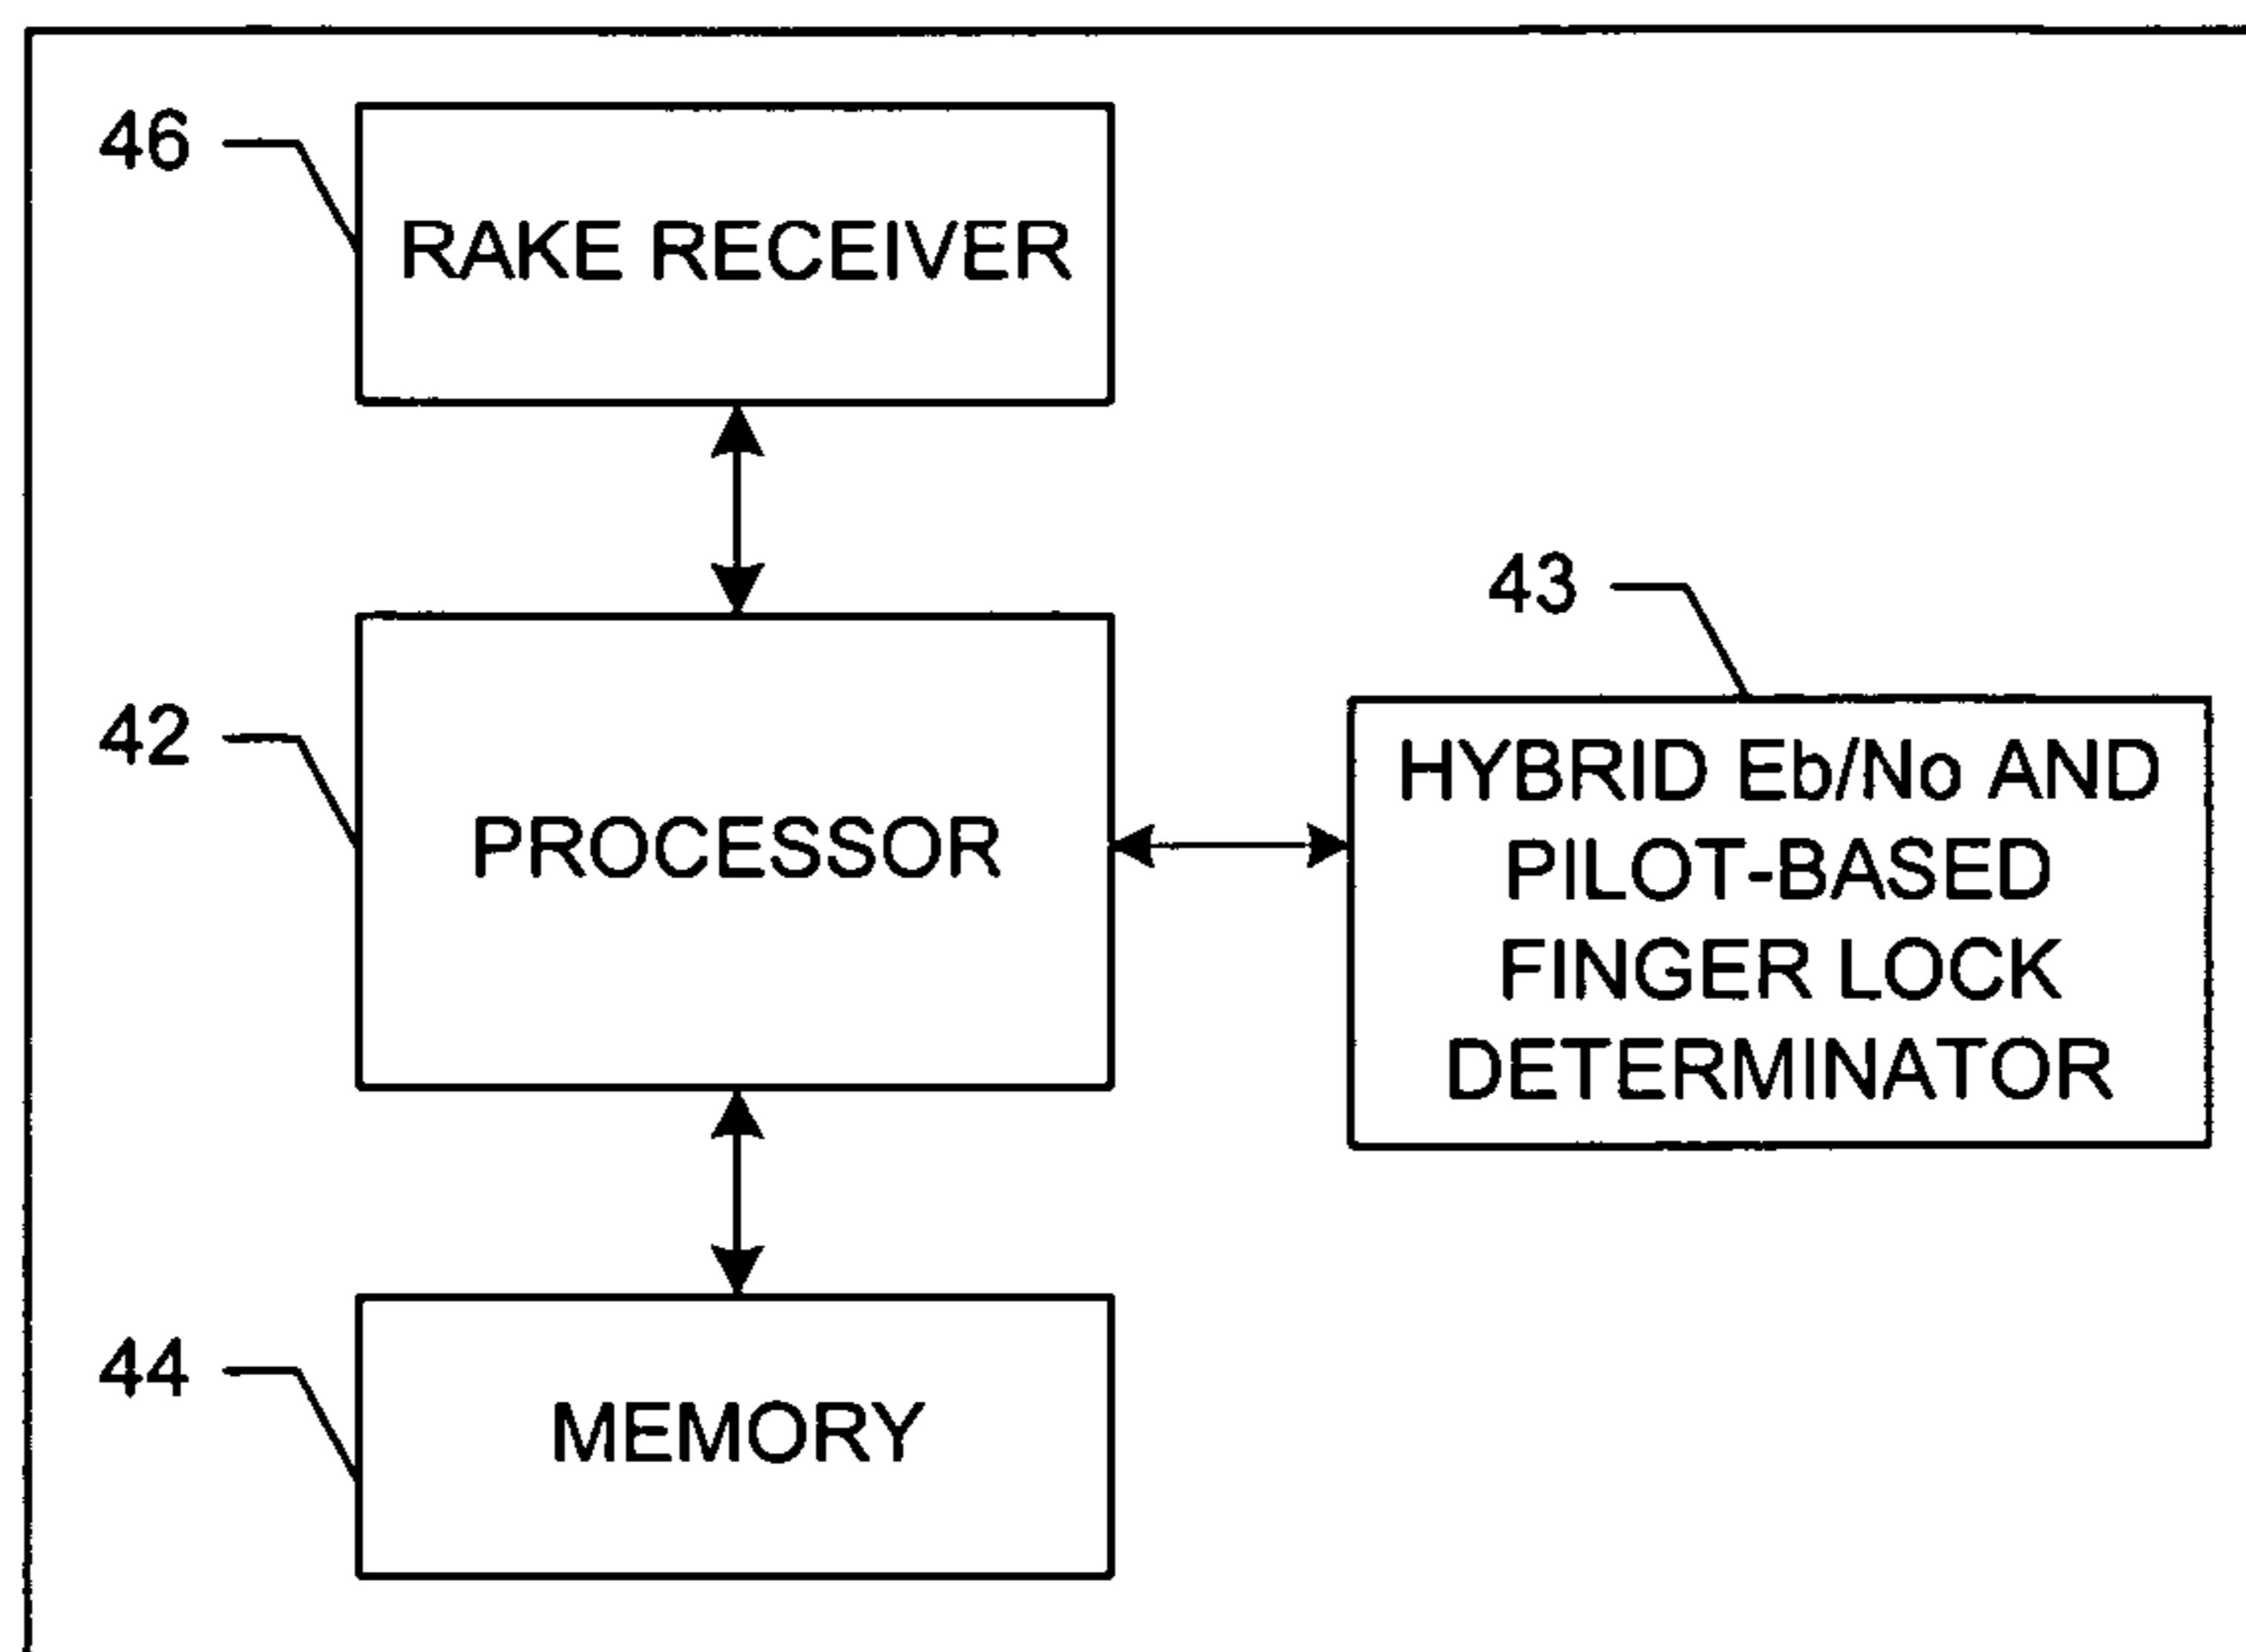 46
RAKE RECEIVER
42
PROCESSOR
43
HYBRID Eb/No AND
PILOT-BASED
FINGER LOCK
DETERMINATOR
44
MEMORY